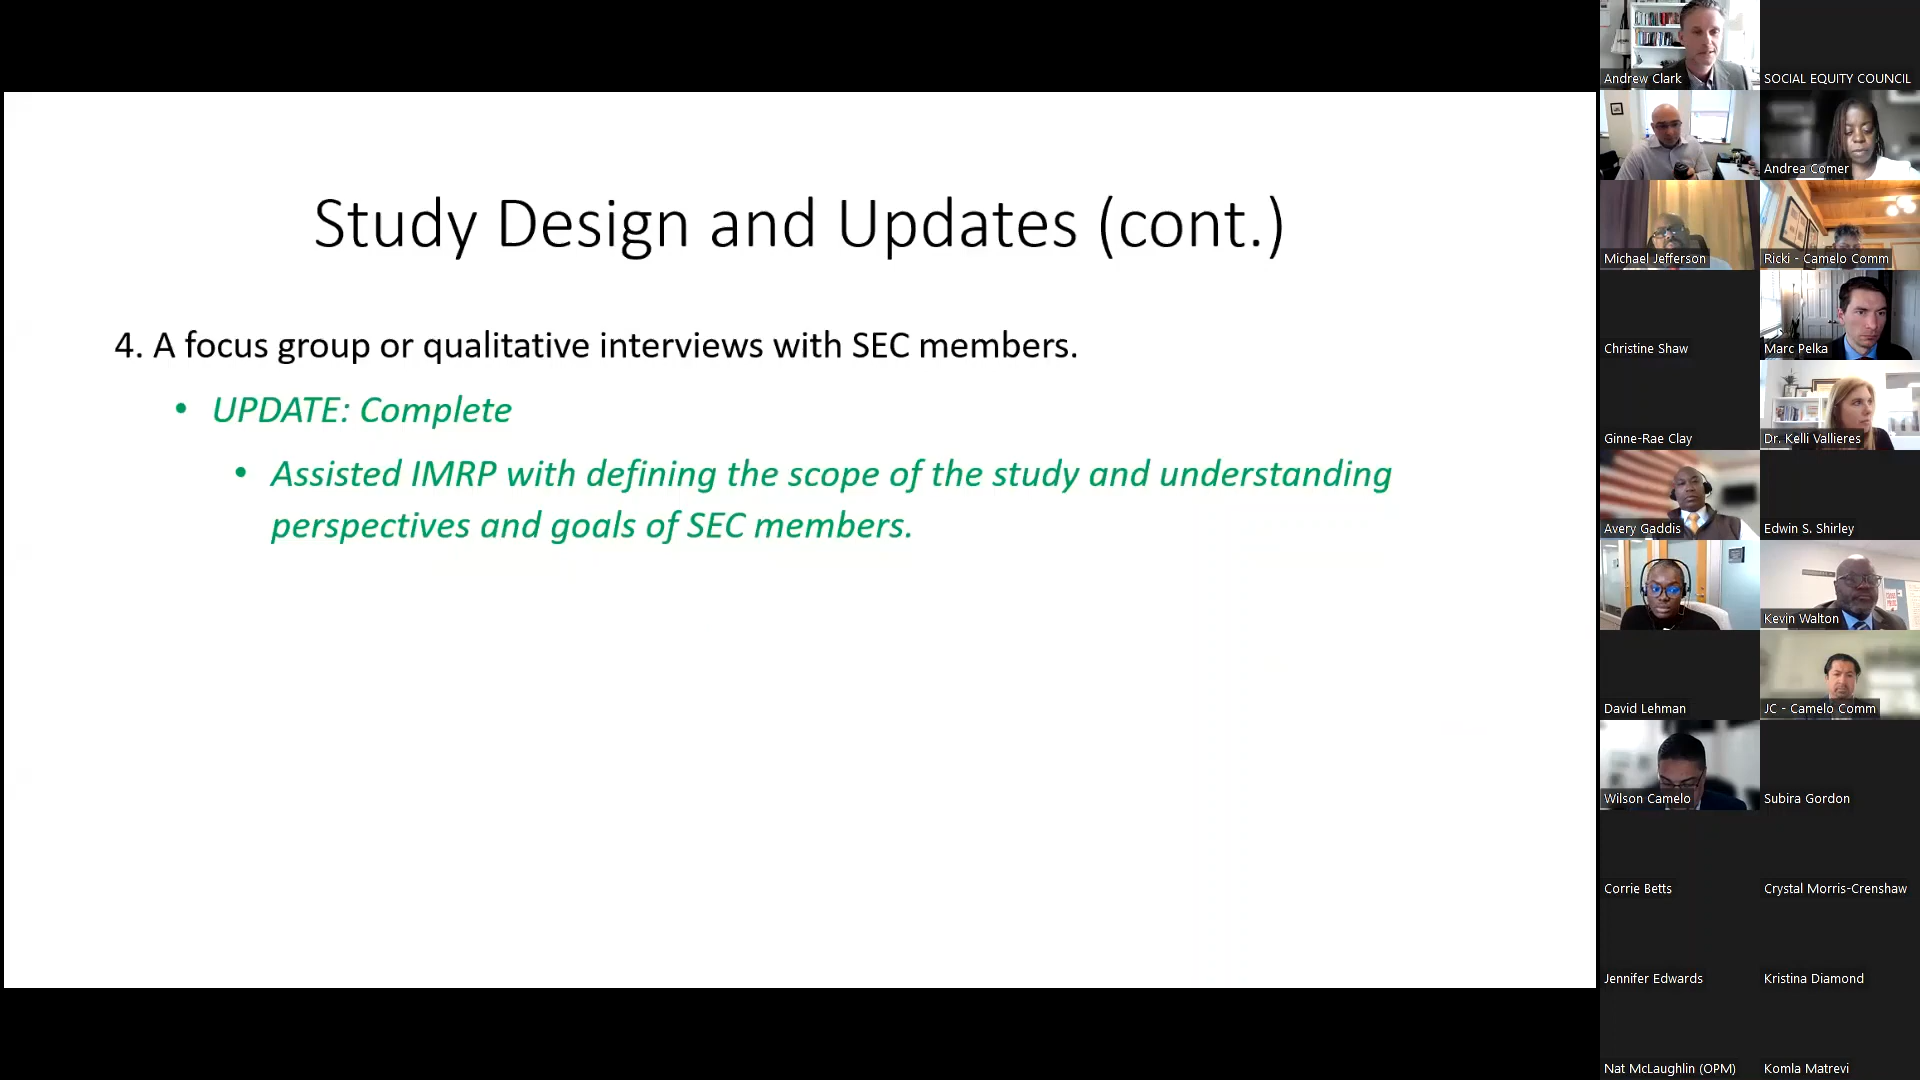 Study Design and Updates (cont.)
4. A focus group or qualitative interviews with SEC members.
• UPDATE: Complete
• Assisted IMRP with defining the scope of the study and understanding
perspectives and goals of SEC members.
Andrew Clark
SOCIAL EQUITY COUNCIL
Andrea Comer
Michael Jefferson
Ricki - Camelo Comm
Christine Shaw
Marc Pelka
Ginne-Rae Clay
Dr. Kelli Vallieres
Avery Gaddis
Edwin S. Shirley
Kevin Walton
David Lehman
JC - Camelo Comm
Wilson Camelo
Subira Gordon
Corrie Betts
Crystal Morris-Crenshaw
Jennifer Edwards
Kristina Diamond
Nat McLaughlin (OPM)
Komla Matrevi